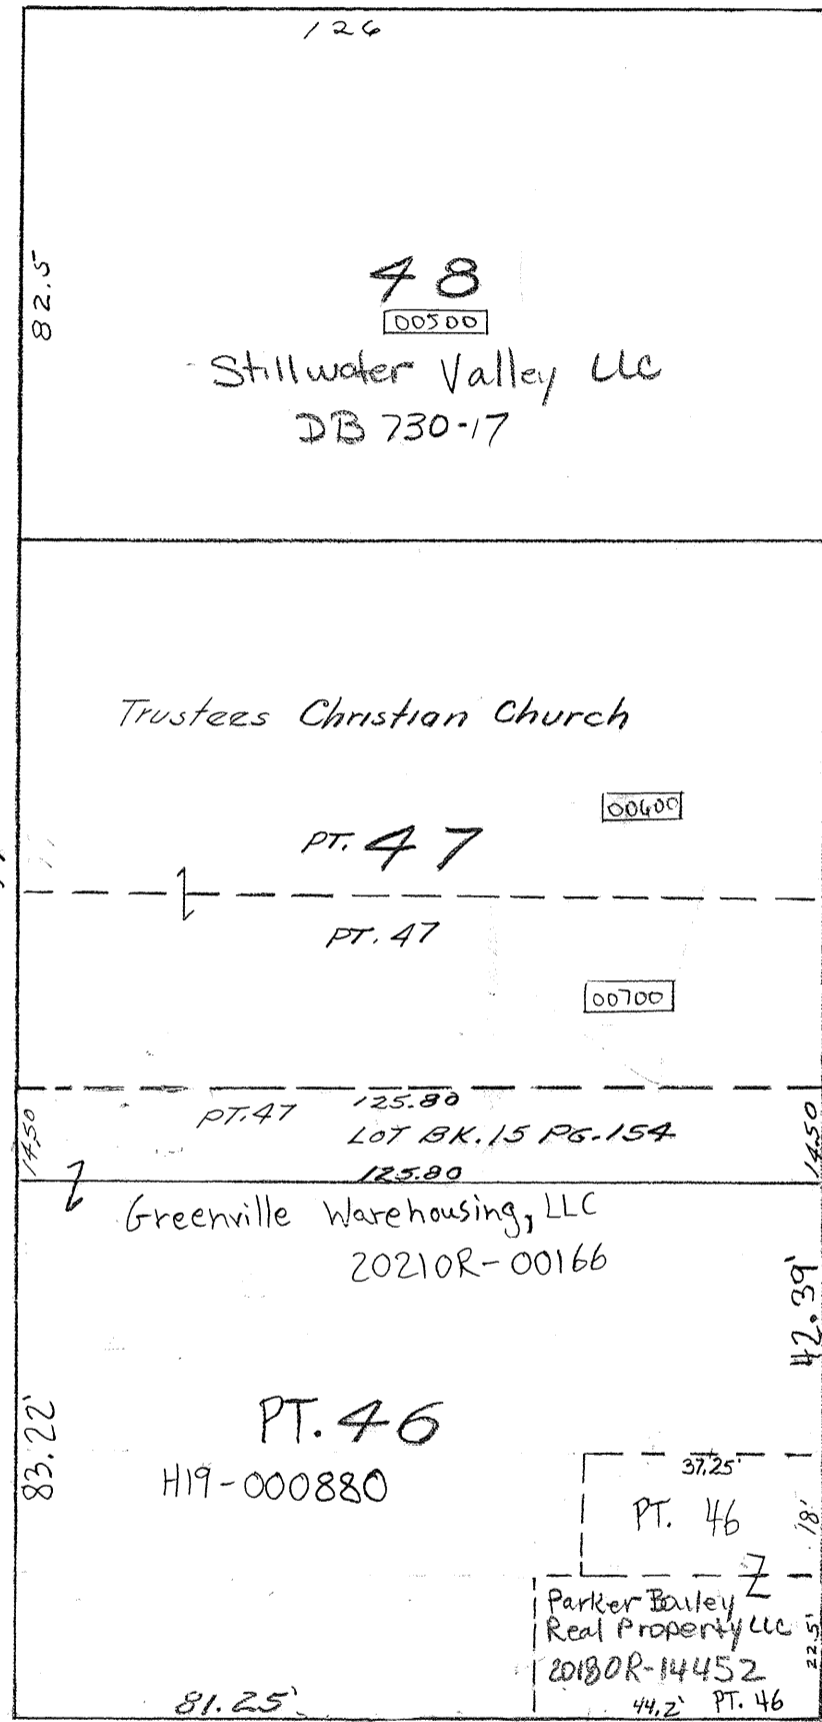 126
82.5
48
00500
Stillwater Valley LLC
DB 730-17
Trustees Christian Church
00600
PT. 47
PT. 47
00700
PT.47
125.80
LOT BK.15 PG.154
14.50
14.50
125.80
Greenville Warehousing, LLC
2021OR-00166
42.39'
83.22'
PT. 46
H19-000880
37.25'
PT. 46
18'
Parker Bailey
Real Property LLC
2018OR-14452
22.5'
44.2' PT. 46
81.25'